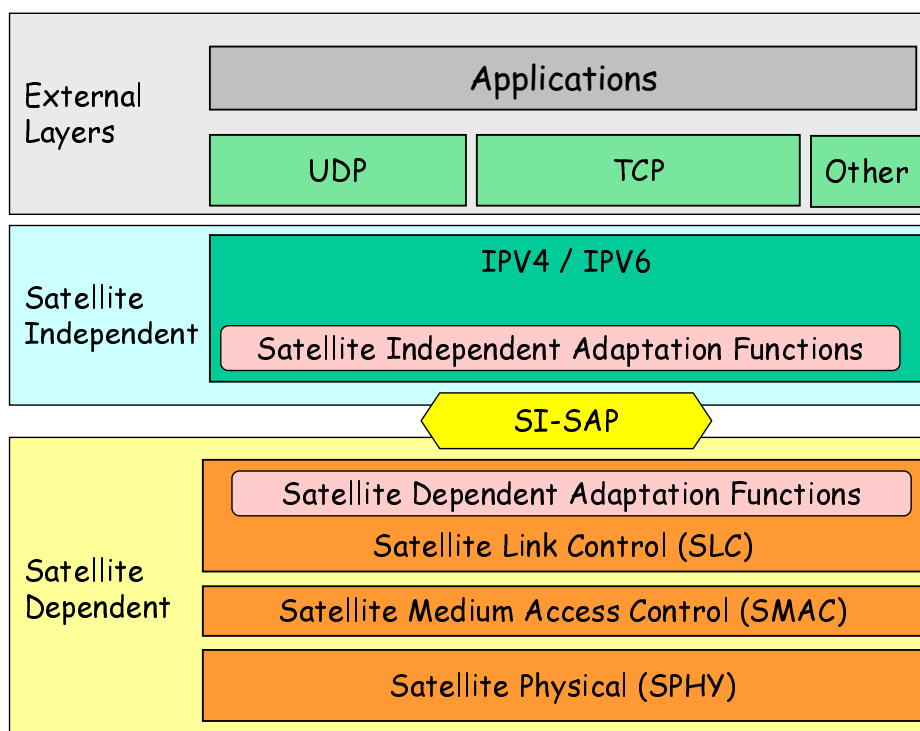 External
Layers
Applications
UDP
TCP
Other
Satellite
Independent
IPV4 / IPV6
Satellite Independent Adaptation Functions
SI-SAP
Satellite
Dependent
Satellite Dependent Adaptation Functions
Satellite Link Control (SLC)
Satellite Medium Access Control (SMAC)
Satellite Physical (SPHY)